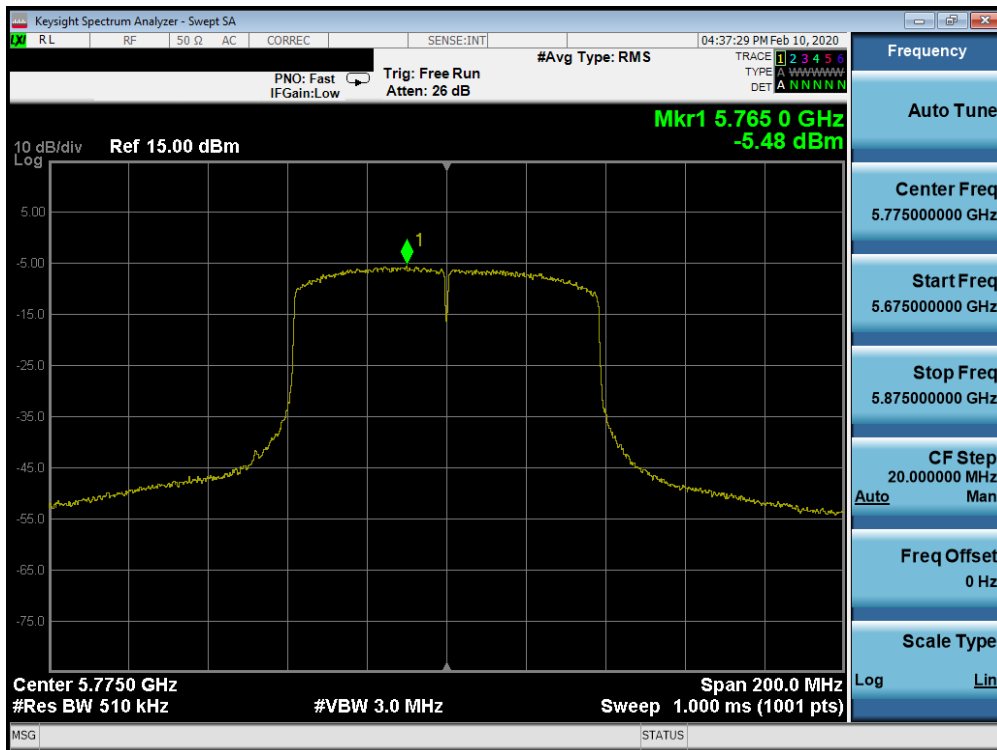 Keysight Spectrum Analyzer - Swept SA
LXI RL RF 50 Ω AC CORREC SENSE:INT 04:37:29 PM Feb 10, 2020
#Avg Type: RMS TRACE 1 2 3 4 5 6
PNO: Fast Trig: Free Run TYPE A WWWWW
IFGain:Low Atten: 26 dB DET A N N N N N
Mkr1 5.765 0 GHz
-5.48 dBm
10 dB/div Ref 15.00 dBm
Log
1
5.00
-5.00
-15.0
-25.0
-35.0
-45.0
-55.0
-65.0
-75.0
Center 5.7750 GHz Span 200.0 MHz
#Res BW 510 kHz #VBW 3.0 MHz Sweep 1.000 ms (1001 pts)
MSG STATUS
Frequency
Auto Tune
Center Freq
5.775000000 GHz
Start Freq
5.675000000 GHz
Stop Freq
5.875000000 GHz
CF Step
20.000000 MHz
Auto Man
Freq Offset
0 Hz
Scale Type
Log Lin